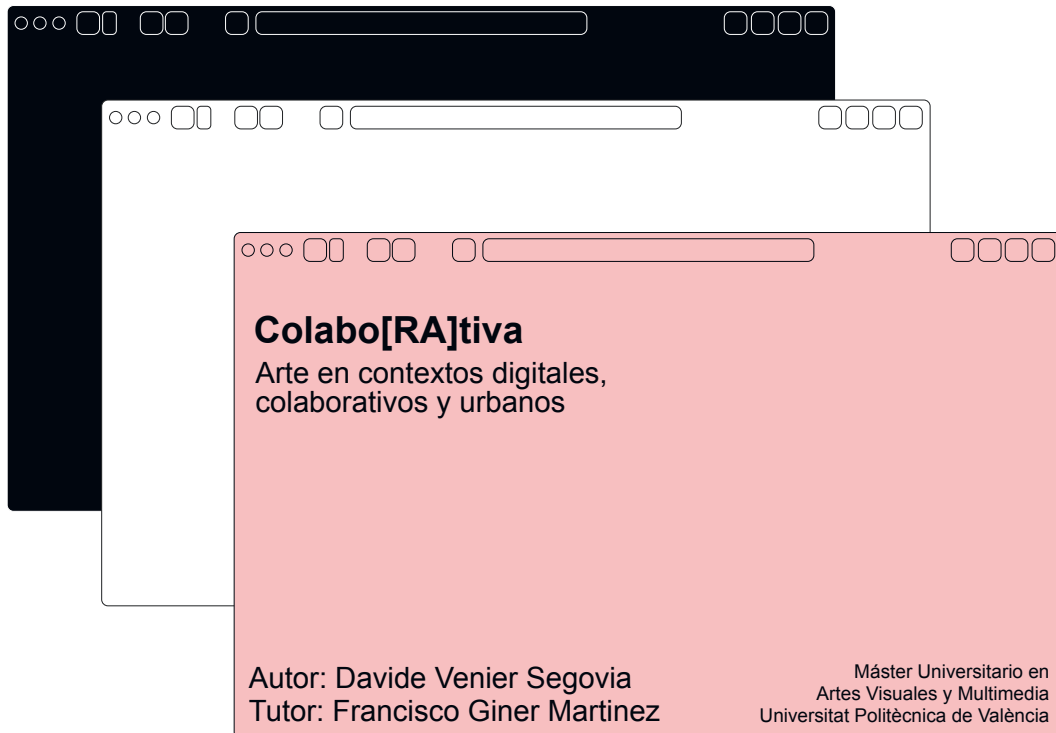 Colabo[RA]tiva
Arte en contextos digitales,
colaborativos y urbanos
Autor: Davide Venier Segovia
Tutor: Francisco Giner Martinez
Máster Universitario en
Artes Visuales y Multimedia
Universitat Politècnica de València